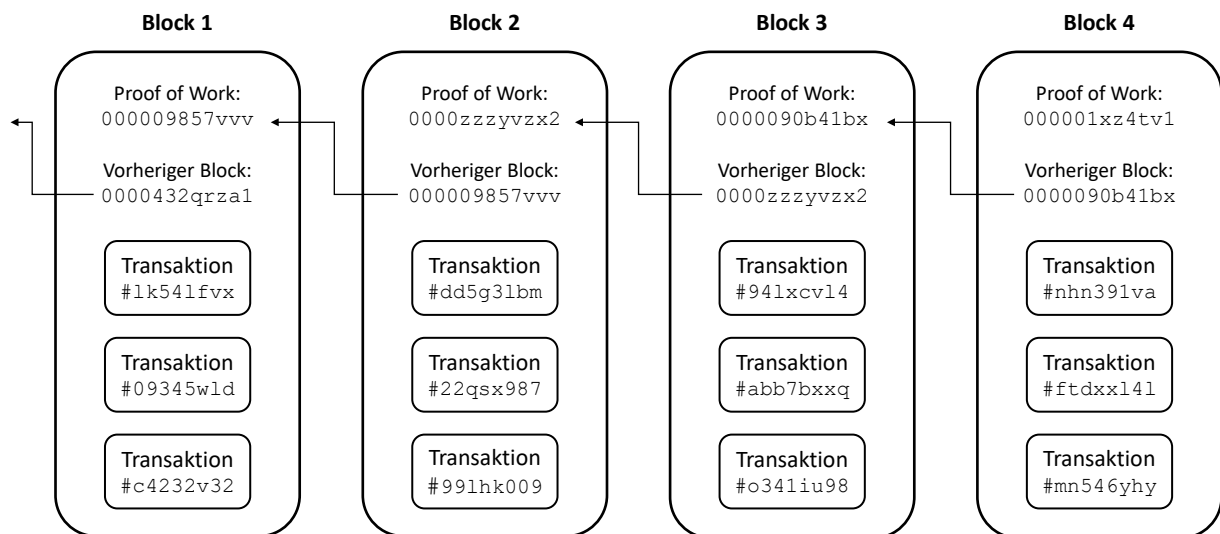 Block 1
Proof of Work:
000009857vvv
Vorheriger Block:
0000432qrza1
Transaktion
#lk54lfvx
Transaktion
#09345wld
Transaktion
#c4232v32
Block 2
Proof of Work:
0000zzzyvzx2
Vorheriger Block:
000009857vvv
Transaktion
#dd5g3lbm
Transaktion
#22qsx987
Transaktion
#99lhk009
Block 3
Proof of Work:
0000090b41bx
Vorheriger Block:
0000zzzyvzx2
Transaktion
#94lxcvl4
Transaktion
#abb7bxxq
Transaktion
#o341iu98
Block 4
Proof of Work:
000001xz4tv1
Vorheriger Block:
0000090b41bx
Transaktion
#nhn391va
Transaktion
#ftdxxl4l
Transaktion
#mn546yhy